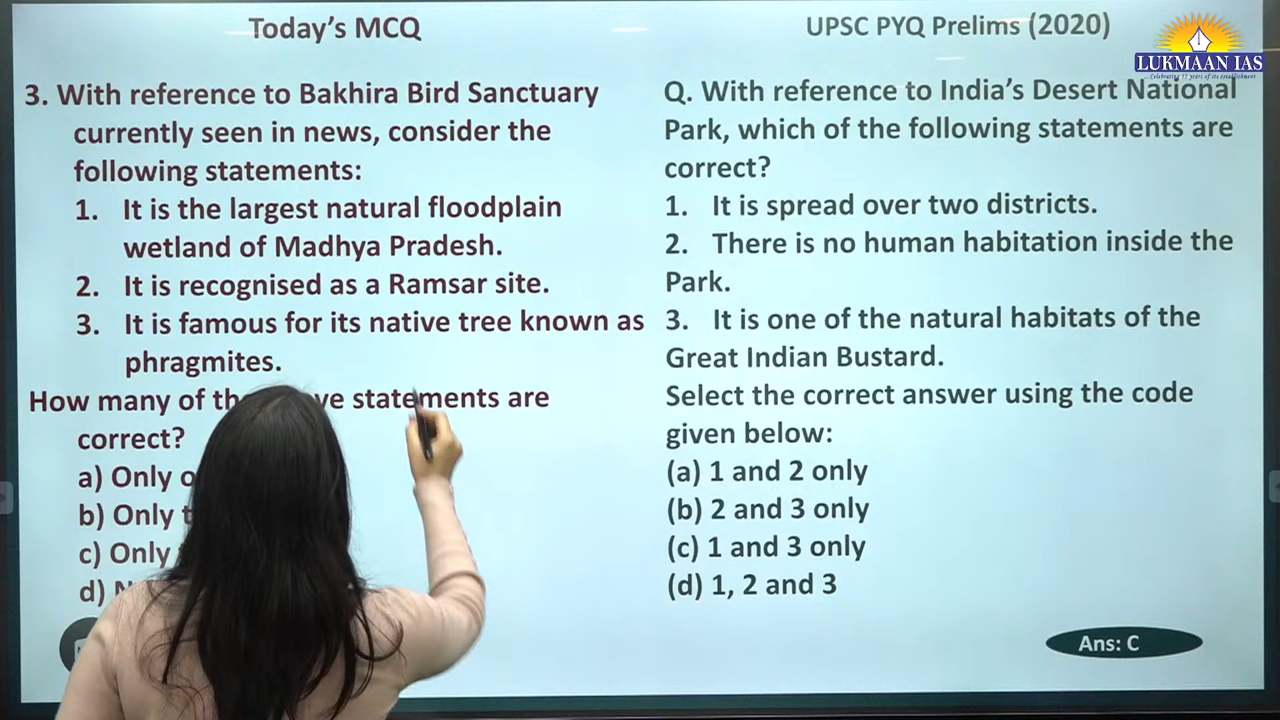 Today's MCQ
3. With reference to Bakhira Bird Sanctuary
currently seen in news, consider the
following statements:
1. It is the largest natural floodplain
wetland of Madhya Pradesh.
2. It is recognised as a Ramsar site.
3. It is famous for its native tree known as
phragmites.
How many of statements are
correct?
a) Only
b) Only
c) Only
d)
UPSC PYQ Prelims (2020)
LUKMAAN IAS
Celebrating 12 years of its establishment
Q. With reference to India's Desert National
Park, which of the following statements are
correct?
1. It is spread over two districts.
2. There is no human habitation inside the
Park.
3. It is one of the natural habitats of the
Great Indian Bustard.
Select the correct answer using the code
given below:
(a) 1 and 2 only
(b) 2 and 3 only
(c) 1 and 3 only
(d) 1, 2 and 3
Ans: C